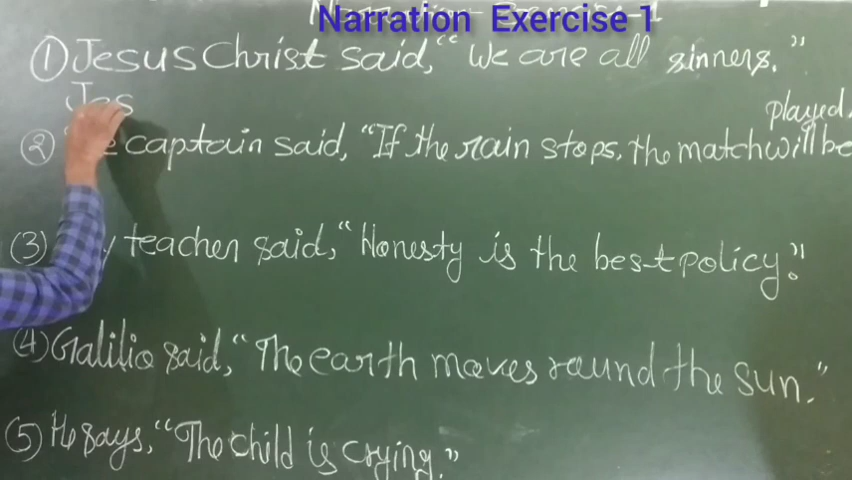 Narration Exercise 1
① Jesus Christ said, "We are all sinners."
Jes
played.
② captain said, "If the rain stops, the match will be
(3) teacher said, "Honesty is the best policy."
(4) Galilio said, "The earth moves round the sun."
(5) He says, "The child is crying."